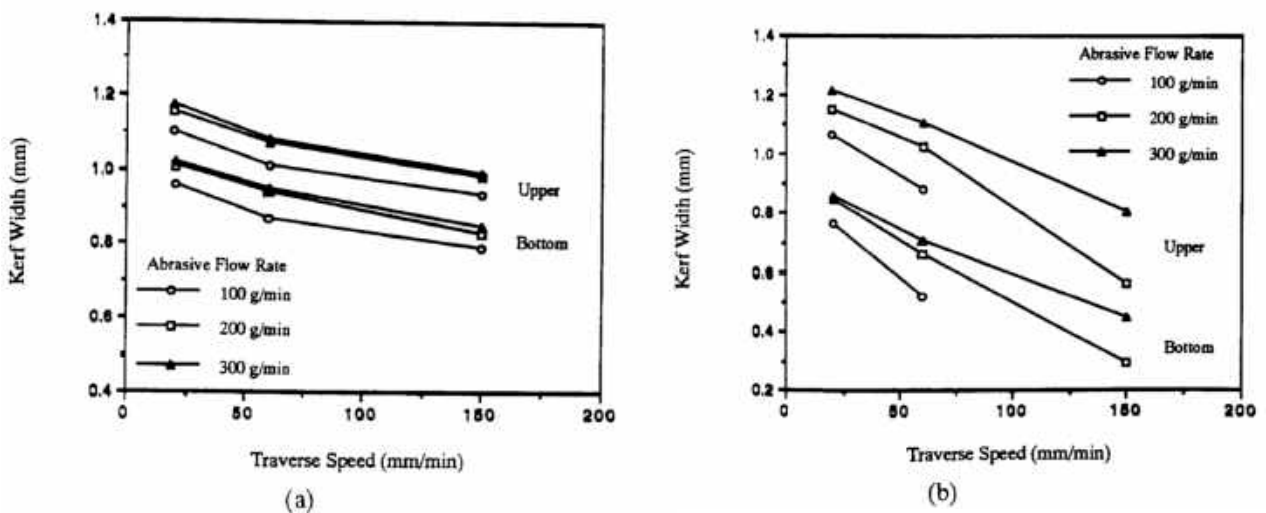 1.4
1.2
1.0
0.8
0.6
0.4
Kerf Width (mm)
Upper
Bottom
Abrasive Flow Rate
100 g/min
200 g/min
300 g/min
0 50 100 150 200
Traverse Speed (mm/min)
(a)
1.4
1.2
1.0
0.8
0.6
0.4
0.2
Kerf Width (mm)
Abrasive Flow Rate
100 g/min
200 g/min
300 g/min
Upper
Bottom
0 50 100 150 200
Traverse Speed (mm/min)
(b)